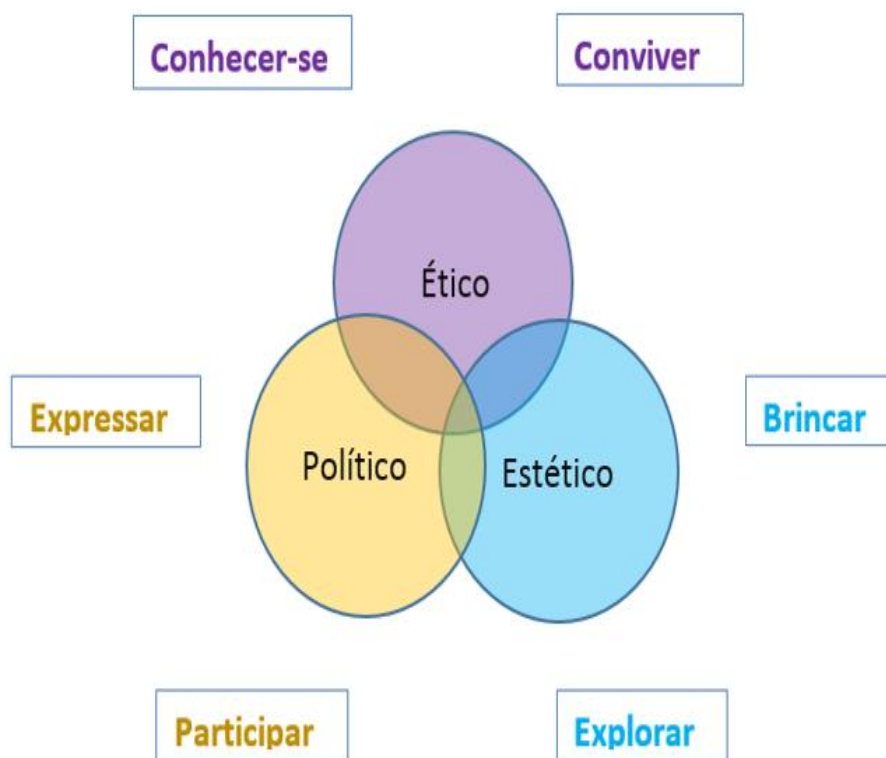 Conhecer-se
Conviver
Ético
Expressar
Brincar
Político
Estético
Participar
Explorar